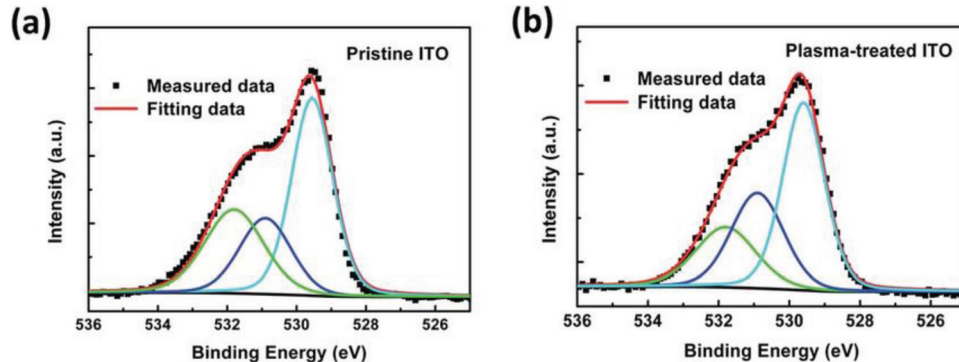 (a)
Pristine ITO
Measured data
Fitting data
Intensity (a.u.)
536 534 532 530 528 526
Binding Energy (eV)
(b)
Plasma-treated ITO
Measured data
Fitting data
Intensity (a.u.)
536 534 532 530 528 526
Binding Energy (eV)